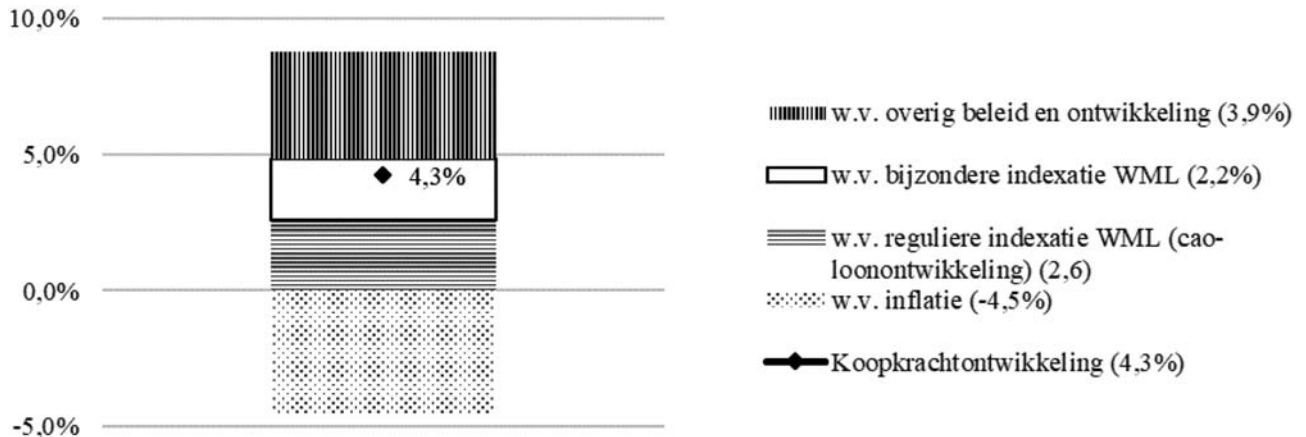 10,0%
5,0%
0,0%
-5,0%
4,3%
w.v. overig beleid en ontwikkeling (3,9%)
w.v. bijzondere indexatie WML (2,2%)
w.v. reguliere indexatie WML (cao-
loonontwikkeling) (2,6)
w.v. inflatie (-4,5%)
Koopkrachtontwikkeling (4,3%)